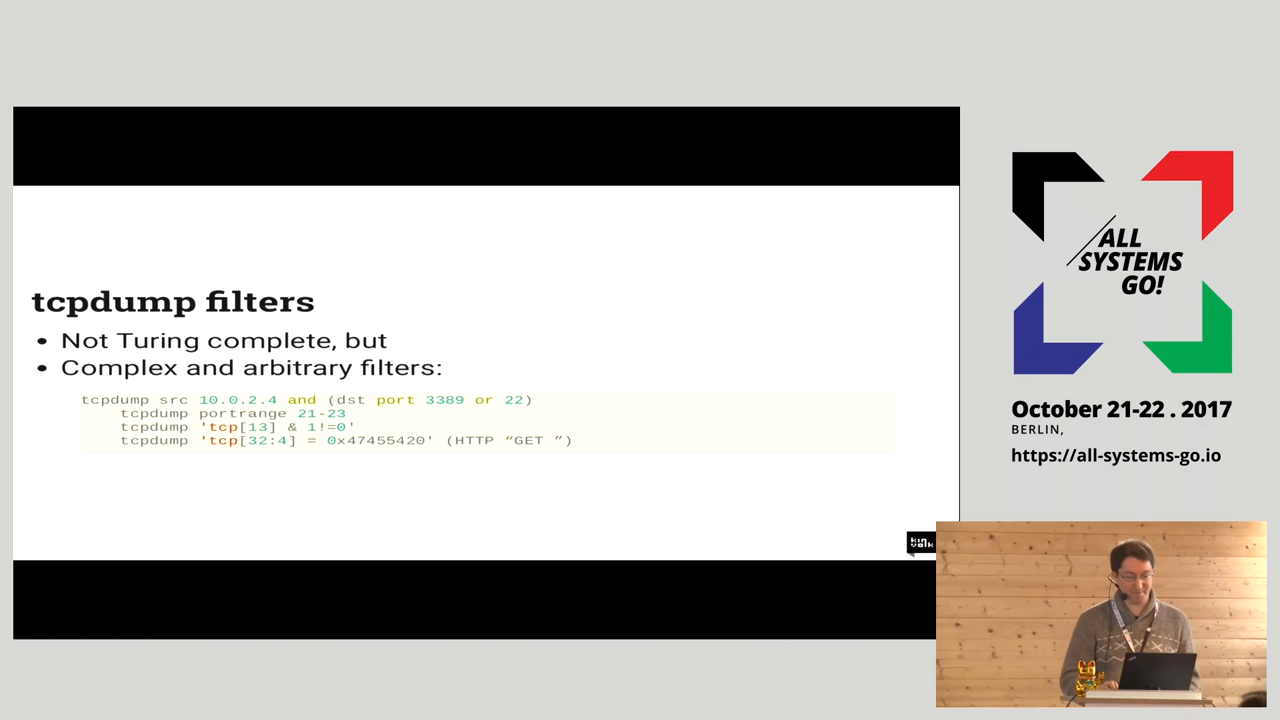 tcpdump filters
• Not Turing complete, but
• Complex and arbitrary filters:
tcpdump src 10.0.2.4 and (dst port 3389 or 22)
tcpdump portrange 21-23
tcpdump 'tcp[13] & 1!=0'
tcpdump 'tcp[32:4] = 0x47455420' (HTTP “GET ”)
kin
volk
ALL
SYSTEMS
GO!
October 21-22 . 2017
BERLIN,
https://all-systems-go.io